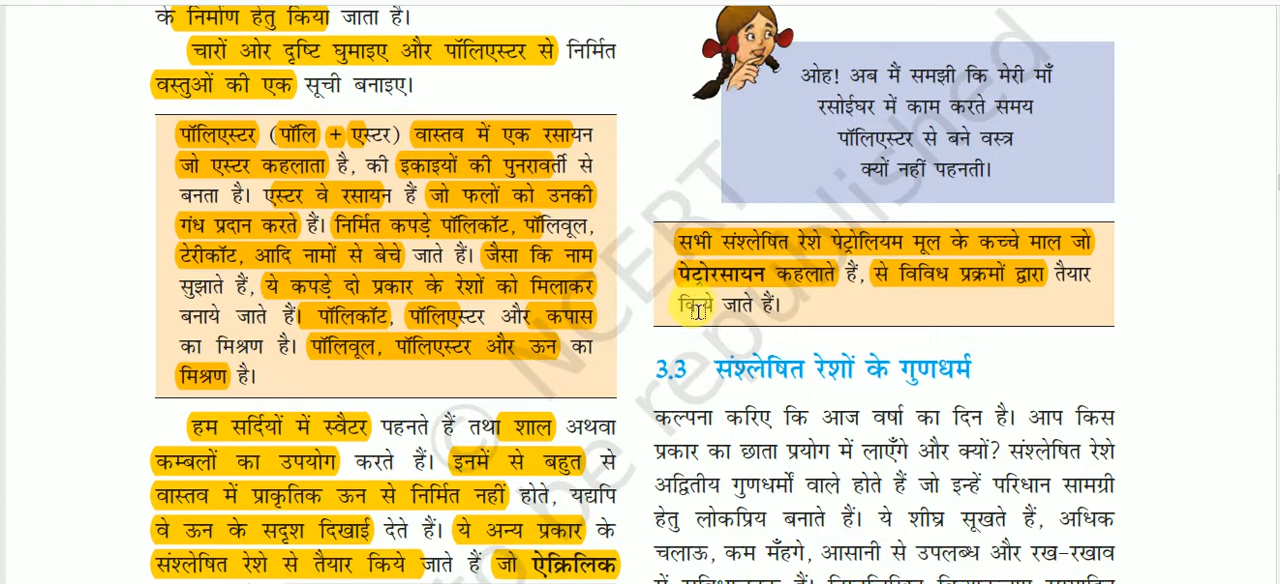 के निर्माण हेतु किया जाता है।
चारों ओर दृष्टि घुमाइए और पॉलिएस्टर से निर्मित
वस्तुओं की एक सूची बनाइए।
पॉलिएस्टर (पॉलि + एस्टर) वास्तव में एक रसायन
जो एस्टर कहलाता है, की इकाइयों की पुनरावर्ती से
बनता है। एस्टर वे रसायन हैं जो फलों को उनकी
गंध प्रदान करते हैं। निर्मित कपड़े पॉलिकॉट, पॉलिवूल,
टेरीकॉट, आदि नामों से बेचे जाते हैं। जैसा कि नाम
सुझाते हैं, ये कपड़े दो प्रकार के रेशों को मिलाकर
बनाये जाते हैं। पॉलिकॉट, पॉलिएस्टर और कपास
का मिश्रण है। पॉलिवूल, पॉलिएस्टर और ऊन का
मिश्रण है।
हम सर्दियों में स्वैटर पहनते हैं तथा शाल अथवा
कम्बलों का उपयोग करते हैं। इनमें से बहुत से
वास्तव में प्राकृतिक ऊन से निर्मित नहीं होते, यद्यपि
वे ऊन के सदृश दिखाई देते हैं। ये अन्य प्रकार के
संश्लेषित रेशे से तैयार किये जाते हैं जो ऐक्रिलिक
ओह! अब मैं समझी कि मेरी माँ
रसोईघर में काम करते समय
पॉलिएस्टर से बने वस्त्र
क्यों नहीं पहनती।
सभी संश्लेषित रेशे पेट्रोलियम मूल के कच्चे माल जो
पेट्रोरसायन कहलाते हैं, से विविध प्रक्रमों द्वारा तैयार
किये जाते हैं।
3.3 संश्लेषित रेशों के गुणधर्म
कल्पना करिए कि आज वर्षा का दिन है। आप किस
प्रकार का छाता प्रयोग में लाएँगे और क्यों? संश्लेषित रेशे
अद्वितीय गुणधर्मों वाले होते हैं जो इन्हें परिधान सामग्री
हेतु लोकप्रिय बनाते हैं। ये शीघ्र सूखते हैं, अधिक
चलाऊ, कम मँहगे, आसानी से उपलब्ध और रख-रखाव
© NCERT
to be republished